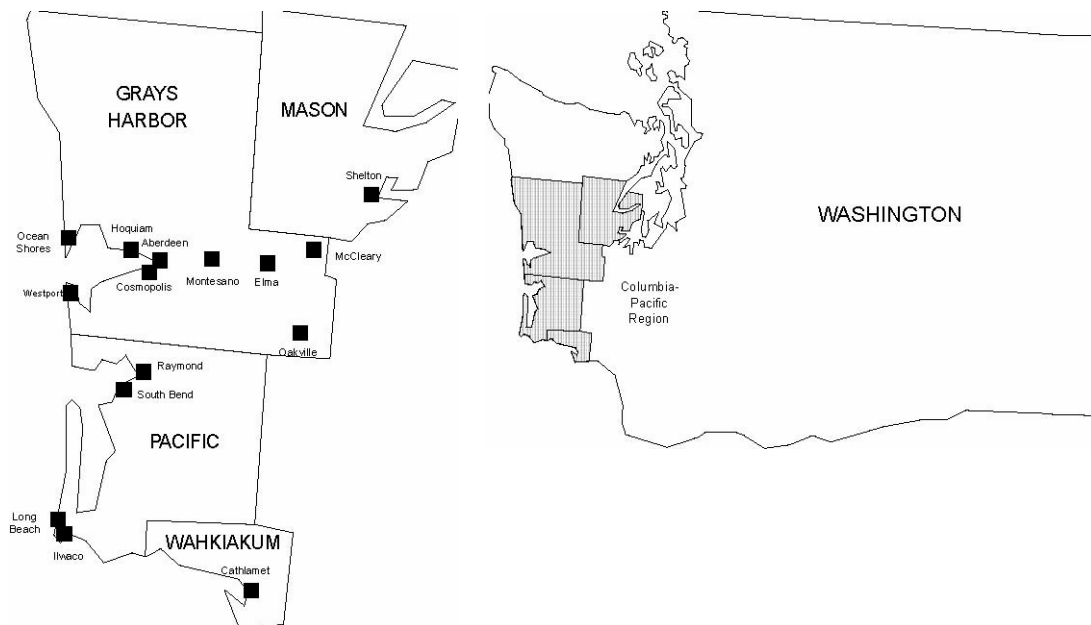 GRAYS
HARBOR
MASON
Shelton
Hoquiam
Ocean
Shores
Aberdeen
McCleary
Cosmopolis
Montesano
Elma
Westport
Oakville
Raymond
South Bend
PACIFIC
Long
Beach
Ilwaco
WAHKIAKUM
Cathlamet
WASHINGTON
Columbia-
Pacific
Region